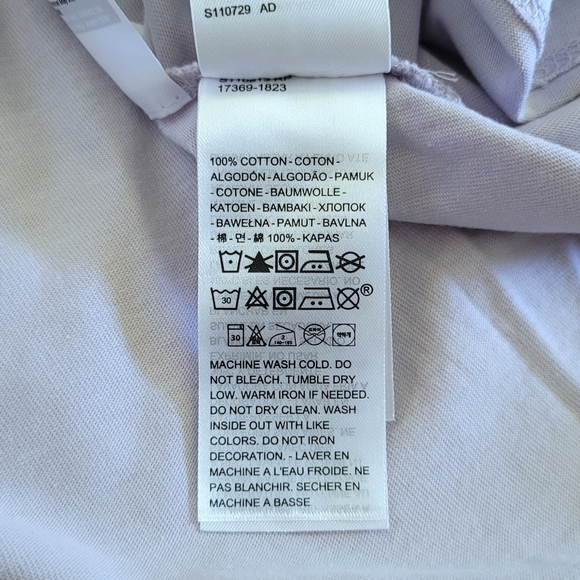 S110729 AD
17369-1823
100% COTTON - COTON -
ALGODÓN - ALGODÃO - PAMUK
- COTONE - BAUMWOLLE -
KATOEN - BAMBAKI - ХЛОПОК
- BAWEŁNA - PAMUT - BAVLNA
- 棉 - 면 - 綿 100% - KAPAS
30
®
30
2
MACHINE WASH COLD. DO
NOT BLEACH. TUMBLE DRY
LOW. WARM IRON IF NEEDED.
DO NOT DRY CLEAN. WASH
INSIDE OUT WITH LIKE
COLORS. DO NOT IRON
DECORATION. - LAVER EN
MACHINE A L'EAU FROIDE. NE
PAS BLANCHIR. SECHER EN
MACHINE A BASSE